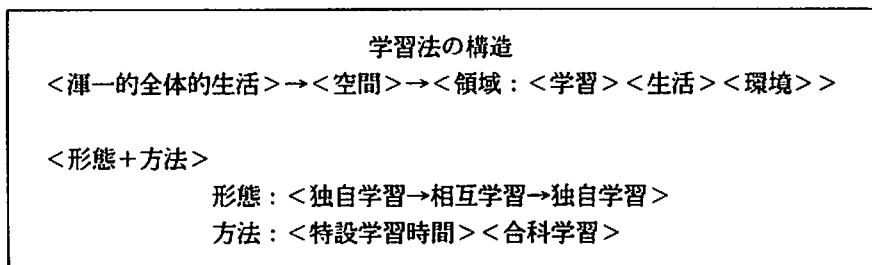 学習法の構造
<渾一的全体的生活>→<空間>→<領域:<学習><生活><環境>>
<形態+方法>
形態:<独自学習→相互学習→独自学習>
方法:<特設学習時間><合科学習>